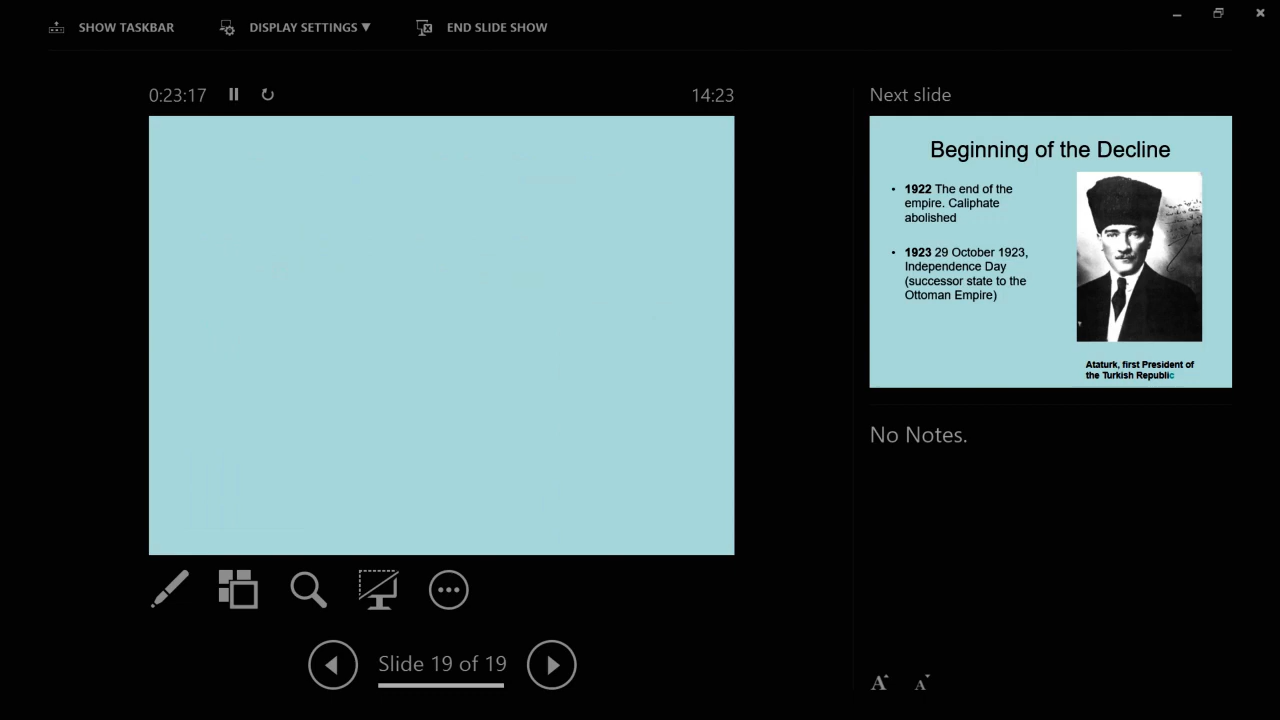 SHOW TASKBAR
DISPLAY SETTINGS ▼
END SLIDE SHOW
0:23:17
14:23
Next slide
Beginning of the Decline
• 1922 The end of the
empire. Caliphate
abolished
• 1923 29 October 1923,
Independence Day
(successor state to the
Ottoman Empire)
Ataturk, first President of
the Turkish Republic
No Notes.
Slide 19 of 19
A A